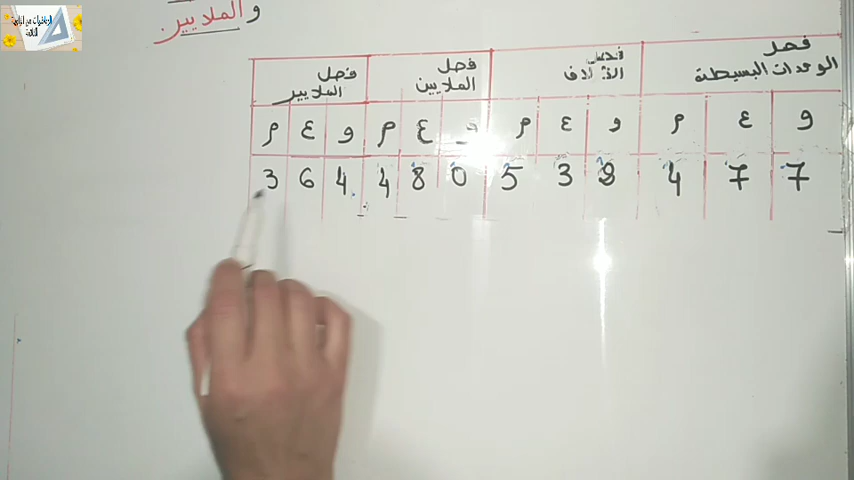 و الملايير
فصل الوحدات البسيطة
فصل الآلاف
فصل الملايين
فصل الملايير
و ع م و ع م و ع م و ع م
3 6 4 4 8 0 5 3 9 4 7 7